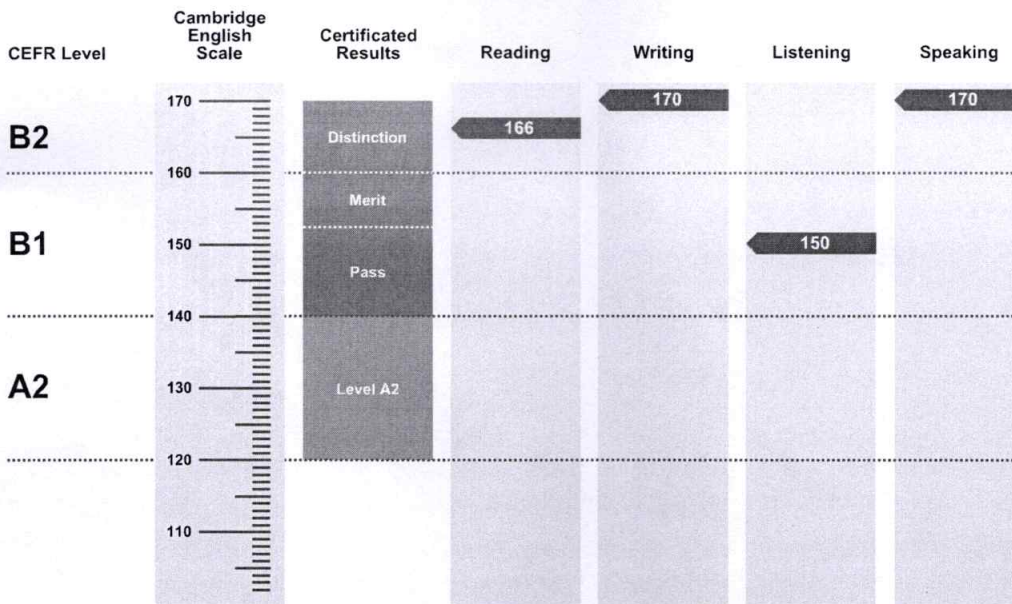 CEFR Level
Cambridge
English
Scale
Certificated
Results
Reading
Writing
Listening
Speaking
170
170
170
B2
Distinction
166
160
Merit
B1
150
150
Pass
140
A2
130
Level A2
120
110